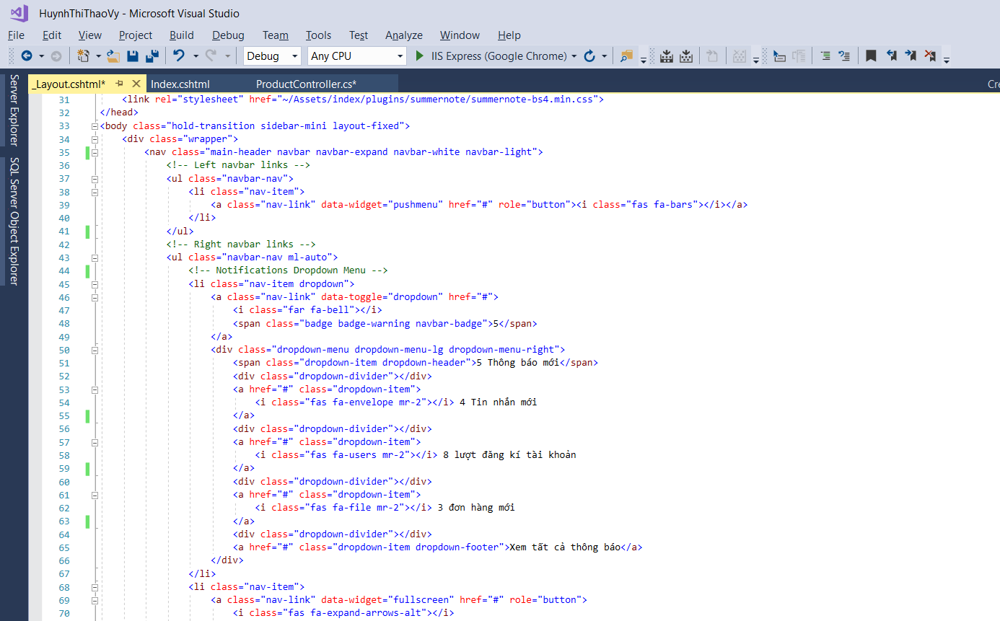 HuynhThiThaoVy - Microsoft Visual Studio
File Edit View Project Build Debug Team Tools Test Analyze Window Help
Debug Any CPU IIS Express (Google Chrome)
Server Explorer
SQL Server Object Explorer
_Layout.cshtml* Index.cshtml ProductController.cs* Cre
31 <link rel="stylesheet" href="~/Assets/index/plugins/summernote/summernote-bs4.min.css">
32 </head>
33 <body class="hold-transition sidebar-mini layout-fixed">
34 <div class="wrapper">
35 <nav class="main-header navbar navbar-expand navbar-white navbar-light">
36 <!-- Left navbar links -->
37 <ul class="navbar-nav">
38 <li class="nav-item">
39 <a class="nav-link" data-widget="pushmenu" href="#" role="button"><i class="fas fa-bars"></i></a>
40 </li>
41 </ul>
42 <!-- Right navbar links -->
43 <ul class="navbar-nav ml-auto">
44 <!-- Notifications Dropdown Menu -->
45 <li class="nav-item dropdown">
46 <a class="nav-link" data-toggle="dropdown" href="#">
47 <i class="far fa-bell"></i>
48 <span class="badge badge-warning navbar-badge">5</span>
49 </a>
50 <div class="dropdown-menu dropdown-menu-lg dropdown-menu-right">
51 <span class="dropdown-item dropdown-header">5 Thông báo mới</span>
52 <div class="dropdown-divider"></div>
53 <a href="#" class="dropdown-item">
54 <i class="fas fa-envelope mr-2"></i> 4 Tin nhắn mới
55 </a>
56 <div class="dropdown-divider"></div>
57 <a href="#" class="dropdown-item">
58 <i class="fas fa-users mr-2"></i> 8 lượt đăng kí tài khoản
59 </a>
60 <div class="dropdown-divider"></div>
61 <a href="#" class="dropdown-item">
62 <i class="fas fa-file mr-2"></i> 3 đơn hàng mới
63 </a>
64 <div class="dropdown-divider"></div>
65 <a href="#" class="dropdown-item dropdown-footer">Xem tất cả thông báo</a>
66 </div>
67 </li>
68 <li class="nav-item">
69 <a class="nav-link" data-widget="fullscreen" href="#" role="button">
70 <i class="fas fa-expand-arrows-alt"></i>